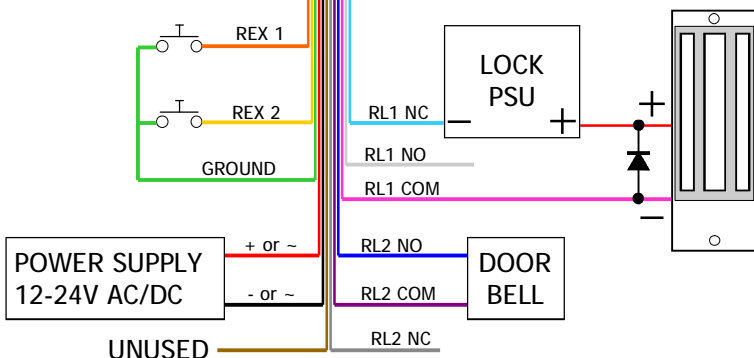 REX 1
REX 2
GROUND
LOCK
PSU
−
+
RL1 NC
RL1 NO
RL1 COM
+
−
POWER SUPPLY
12-24V AC/DC
+ or ~
- or ~
RL2 NO
RL2 COM
DOOR
BELL
UNUSED
RL2 NC